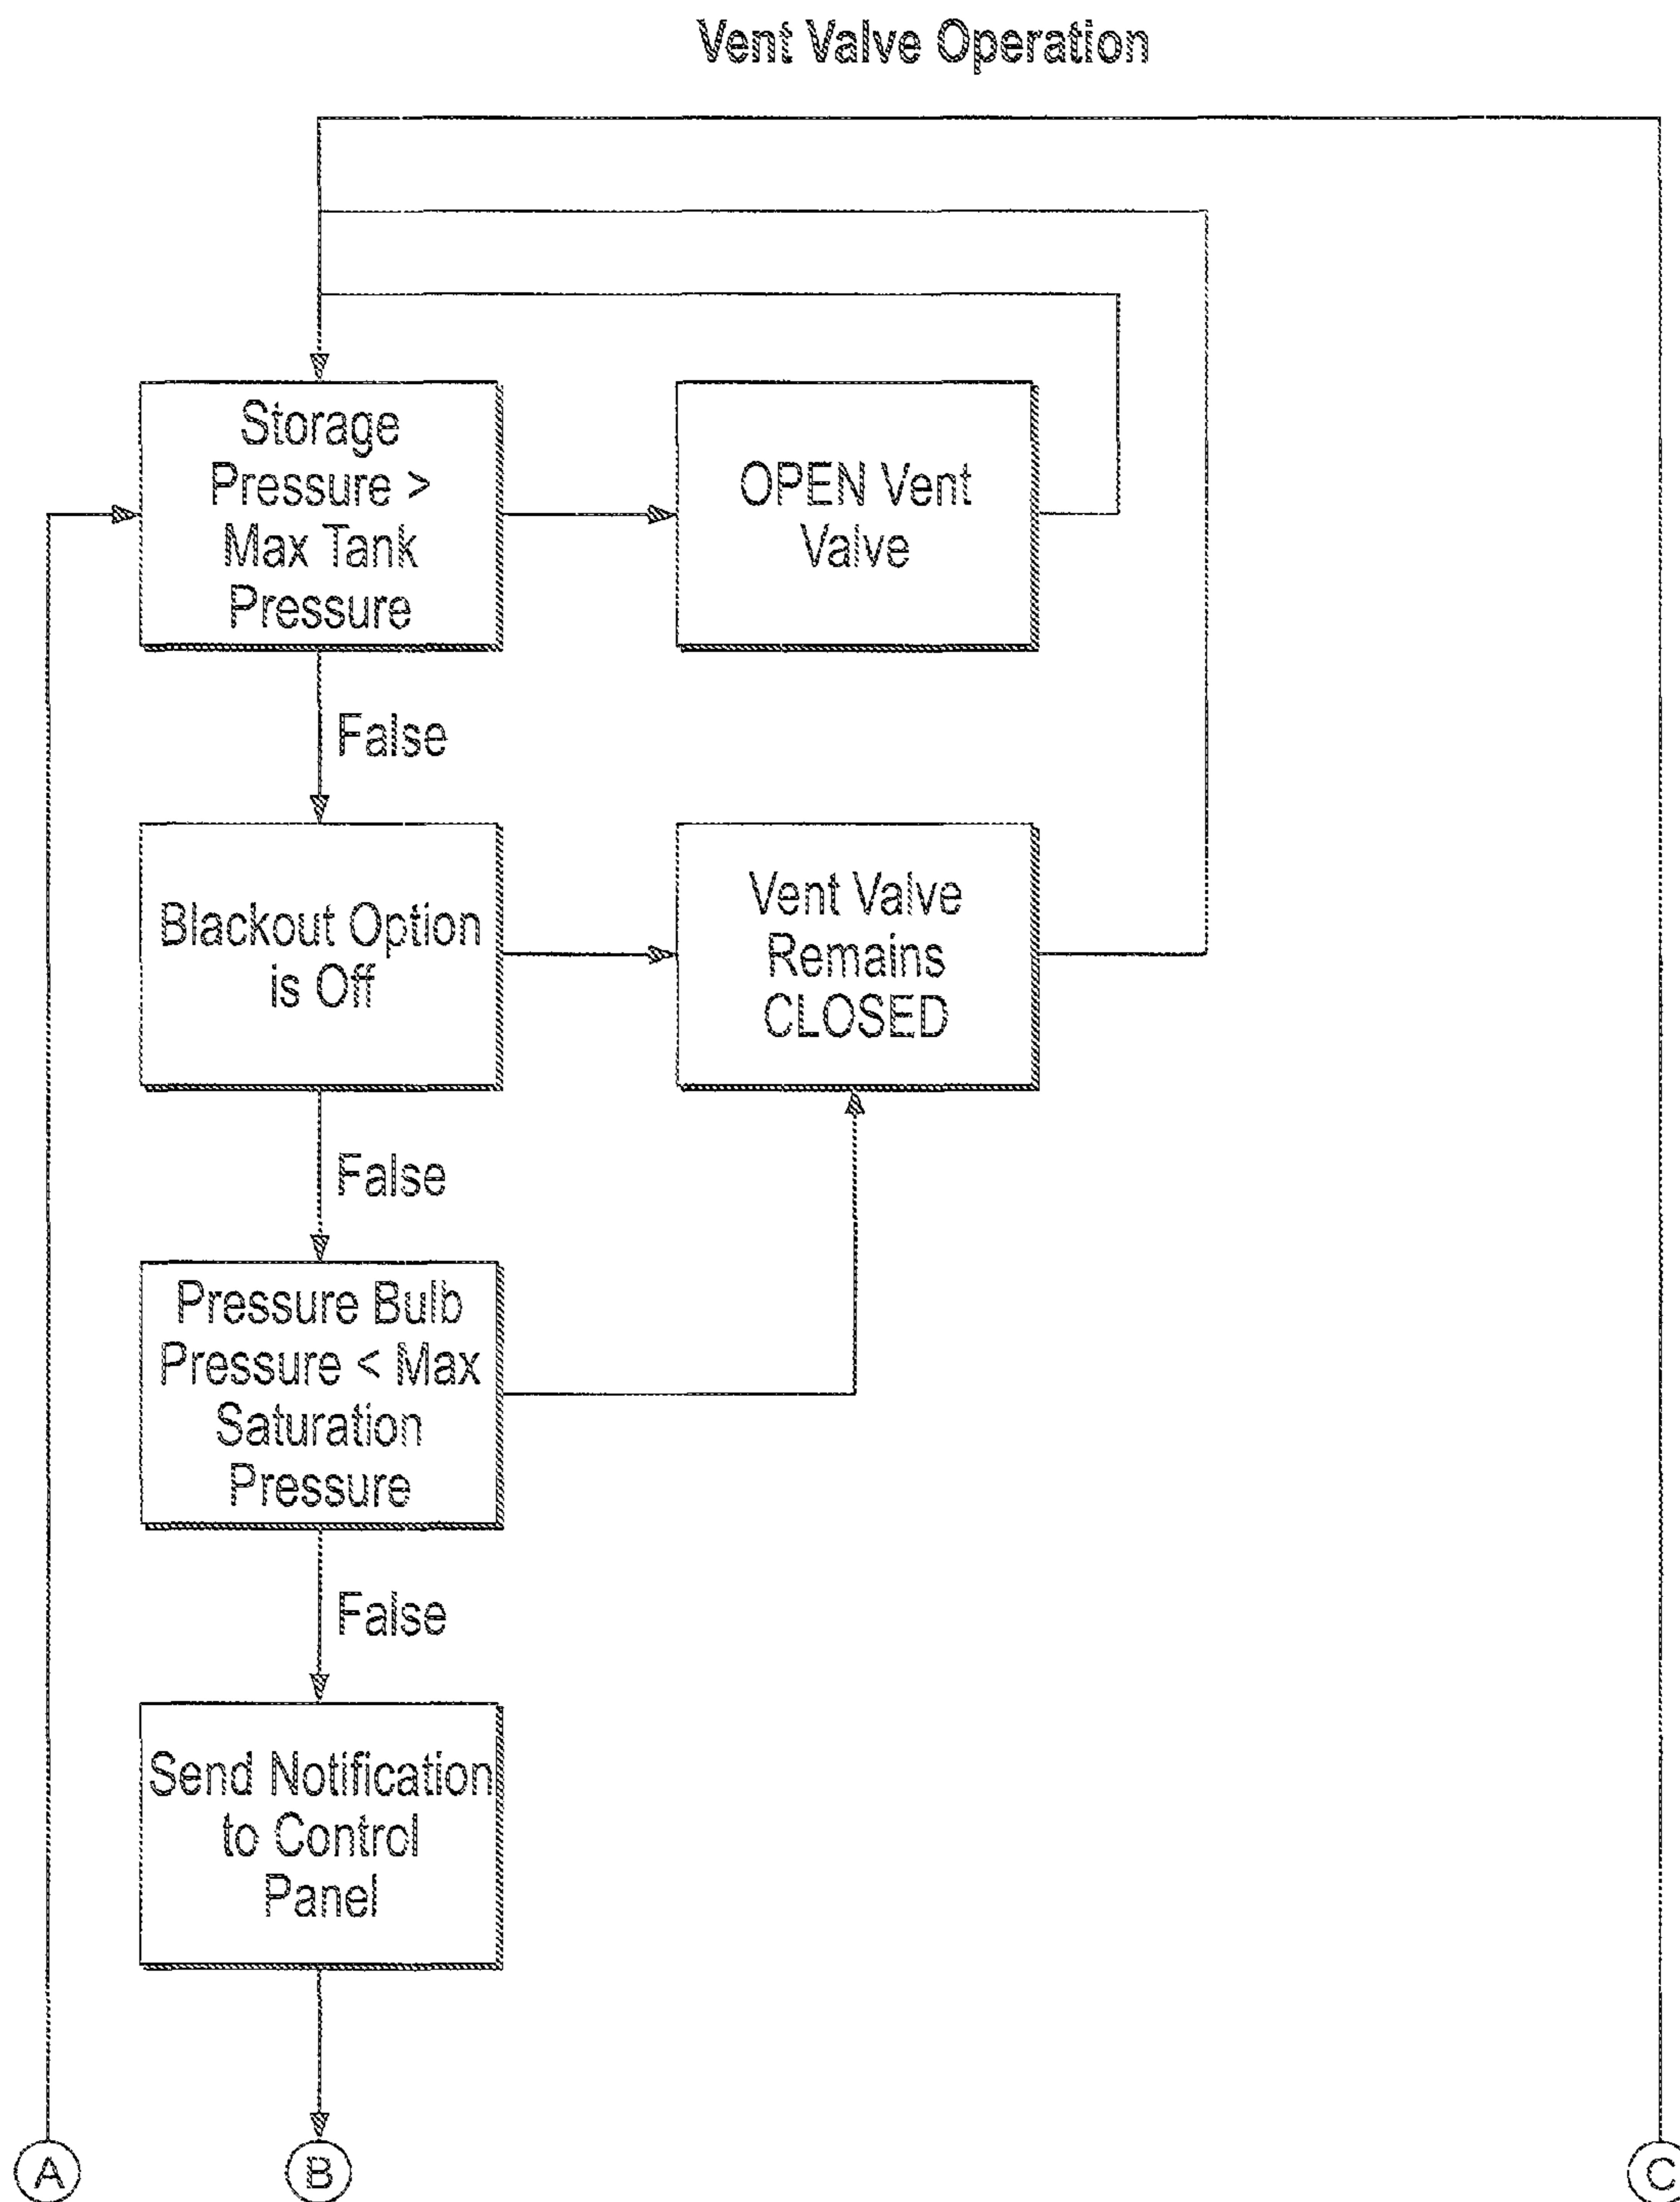 Vent Valve Operation
Storage
Pressure >
Max Tank
Pressure
OPEN Vent
Valve
False
Blackout Option
is Off
Vent Valve
Remains
CLOSED
False
Pressure Bulb
Pressure < Max
Saturation
Pressure
False
Send Notification
to Control
Panel
A
B
C